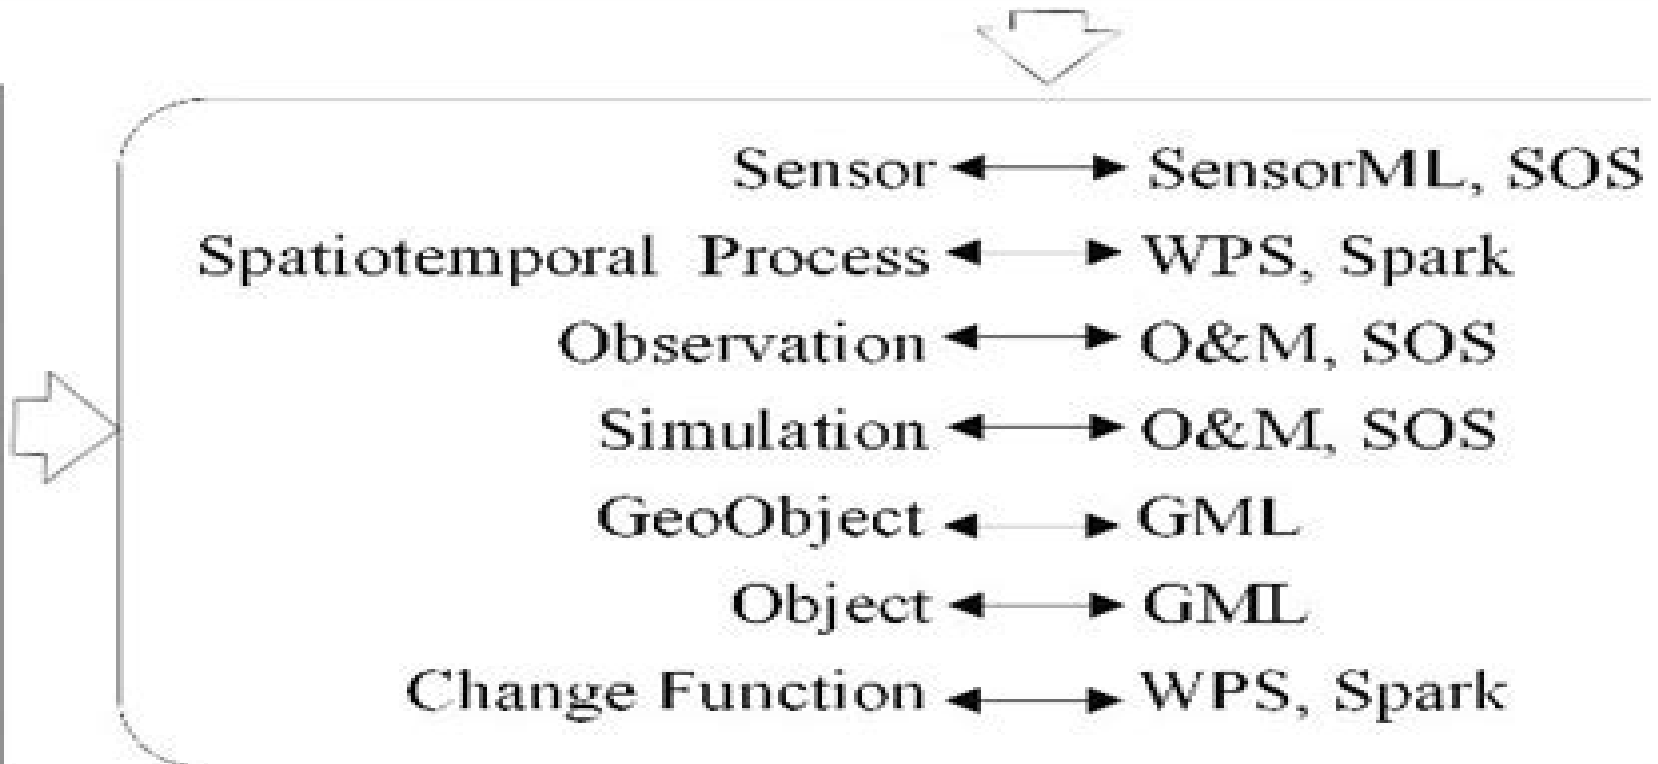 Sensor SensorML, SOS
Spatiotemporal Process WPS, Spark
Observation O&M, SOS
Simulation O&M, SOS
GeoObject GML
Object GML
Change Function WPS, Spark